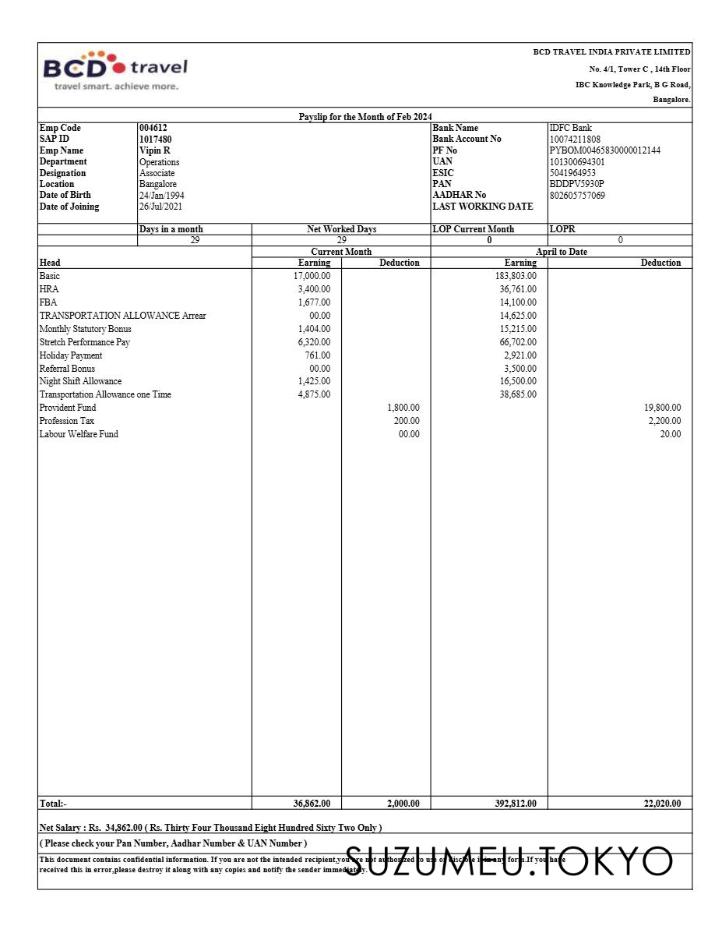 BCD travel
travel smart. achieve more.
BCD TRAVEL INDIA PRIVATE LIMITED
No. 4/1, Tower C , 14th Floor
IBC Knowledge Park, B G Road,
Bangalore.
Payslip for the Month of Feb 2024
Emp Code 004612 Bank Name IDFC Bank
SAP ID 1017480 Bank Account No 10074211808
Emp Name Vipin R PF No PYBOM00465830000012144
Department Operations UAN 101300694301
Designation Associate ESIC 5041964953
Location Bangalore PAN BDDPV5930P
Date of Birth 24/Jan/1994 AADHAR No 802605757069
Date of Joining 26/Jul/2021 LAST WORKING DATE
Days in a month Net Worked Days LOP Current Month LOPR
29 29 0 0
Current Month April to Date
Head Earning Deduction Earning Deduction
Basic 17,000.00 183,803.00
HRA 3,400.00 36,761.00
FBA 1,677.00 14,100.00
TRANSPORTATION ALLOWANCE Arrear 00.00 14,625.00
Monthly Statutory Bonus 1,404.00 15,215.00
Stretch Performance Pay 6,320.00 66,702.00
Holiday Payment 761.00 2,921.00
Referral Bonus 00.00 3,500.00
Night Shift Allowance 1,425.00 16,500.00
Transportation Allowance one Time 4,875.00 38,685.00
Provident Fund 1,800.00 19,800.00
Profession Tax 200.00 2,200.00
Labour Welfare Fund 00.00 20.00
Total:- 36,862.00 2,000.00 392,812.00 22,020.00
Net Salary : Rs. 34,862.00 ( Rs. Thirty Four Thousand Eight Hundred Sixty Two Only )
( Please check your Pan Number, Aadhar Number & UAN Number )
This document contains confidential information. If you are not the intended recipient,you are not authorized to use or disclose it in any form.If you have
received this in error,please destroy it along with any copies and notify the sender immediately.
SUZUMEU.TOKYO